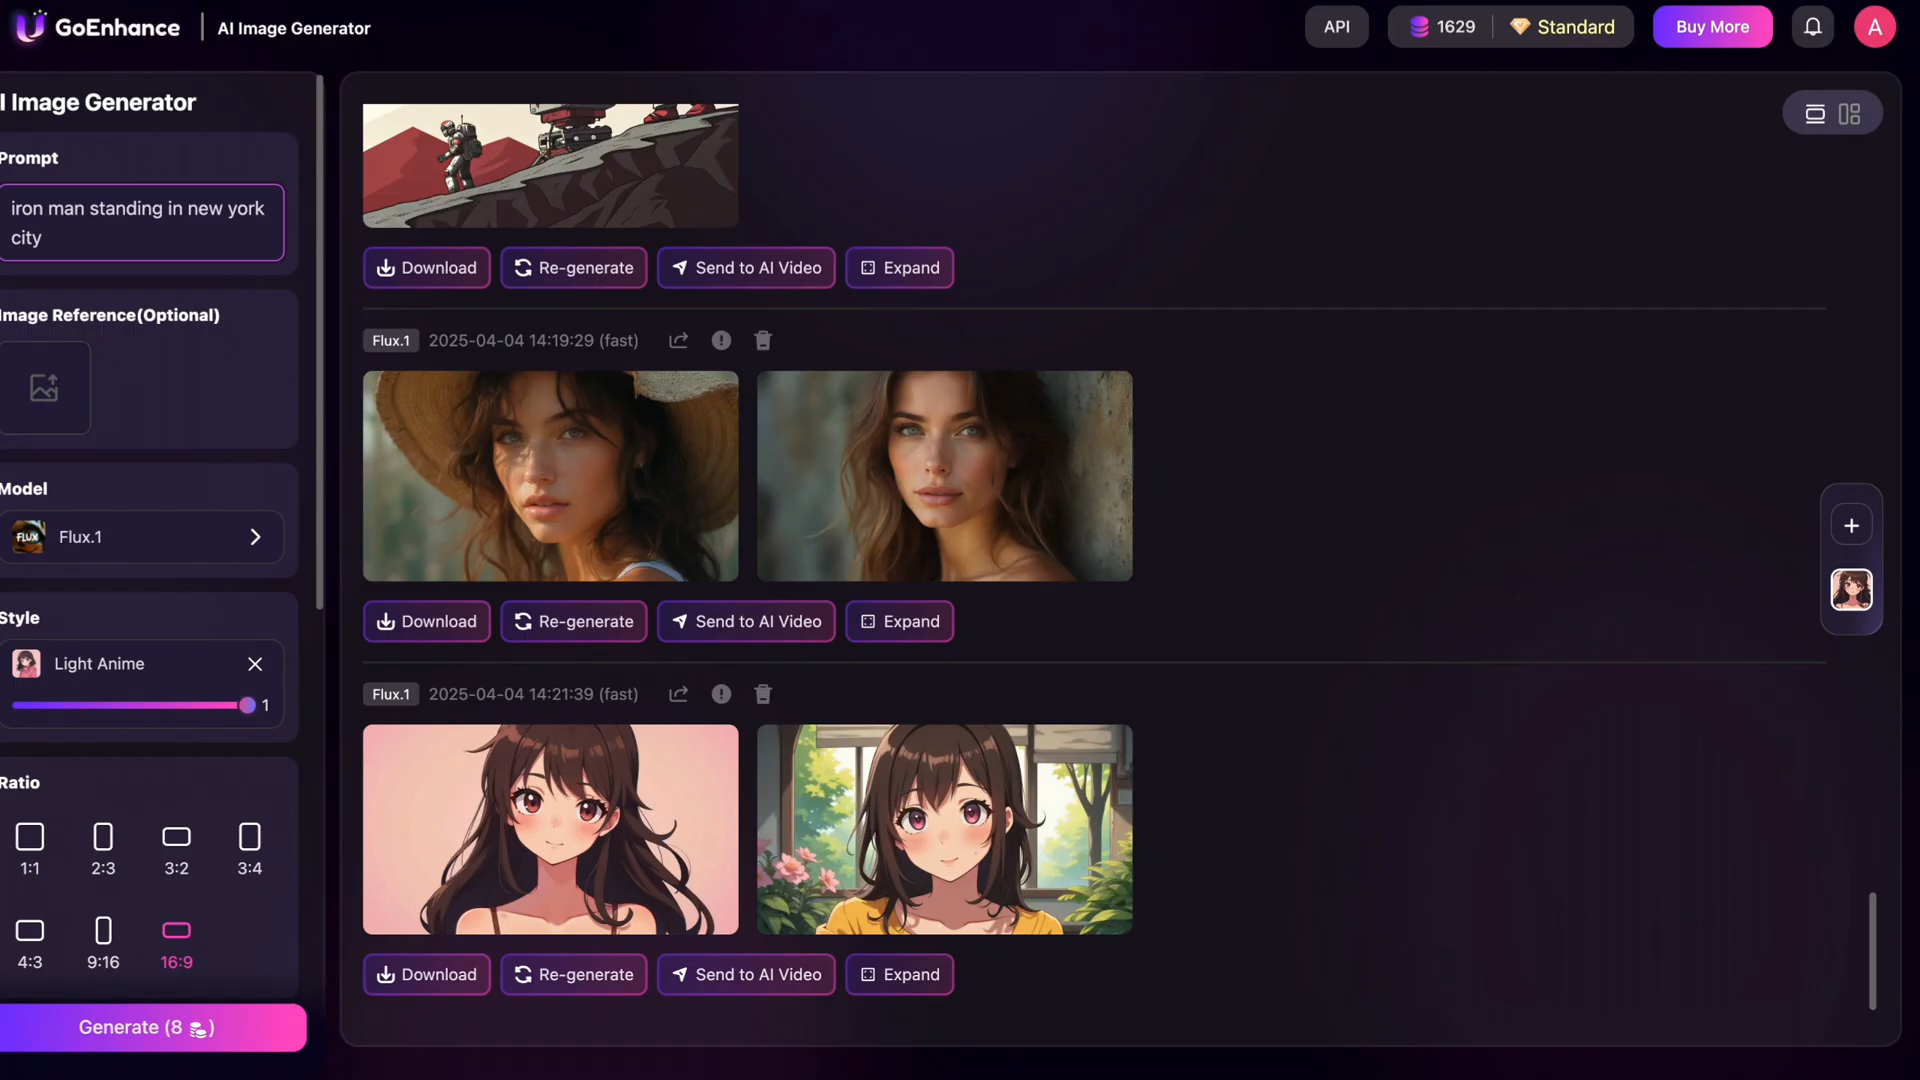 GoEnhance | AI Image Generator
API
1629
Standard
Buy More
A
I Image Generator
Prompt
iron man standing in new york
city
Image Reference(Optional)
Model
FLUX
Flux.1
Style
Light Anime
1
Ratio
1:1
2:3
3:2
3:4
4:3
9:16
16:9
Generate (8 )
Download
Re-generate
Send to AI Video
Expand
Flux.1
2025-04-04 14:19:29 (fast)
Download
Re-generate
Send to AI Video
Expand
Flux.1
2025-04-04 14:21:39 (fast)
Download
Re-generate
Send to AI Video
Expand